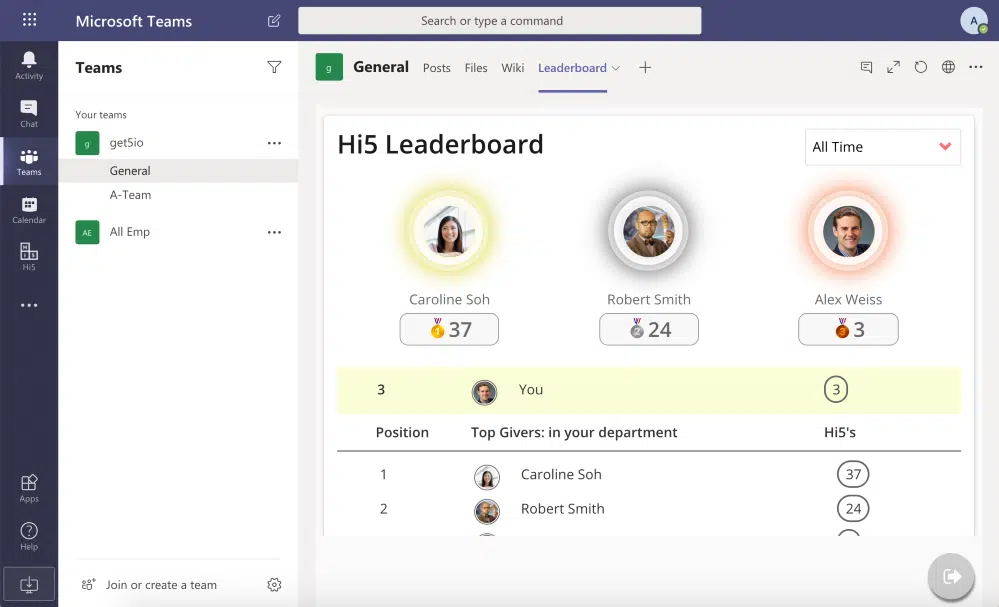 Microsoft Teams
Search or type a command
A
Activity
Chat
Teams
Calendar
Hi5
Apps
Help
Teams
Your teams
g get5io
General
A-Team
AE All Emp
Join or create a team
g General Posts Files Wiki Leaderboard
Hi5 Leaderboard
All Time
Caroline Soh
1 37
Robert Smith
2 24
Alex Weiss
3 3
3 You 3
Position Top Givers: in your department Hi5's
1 Caroline Soh 37
2 Robert Smith 24